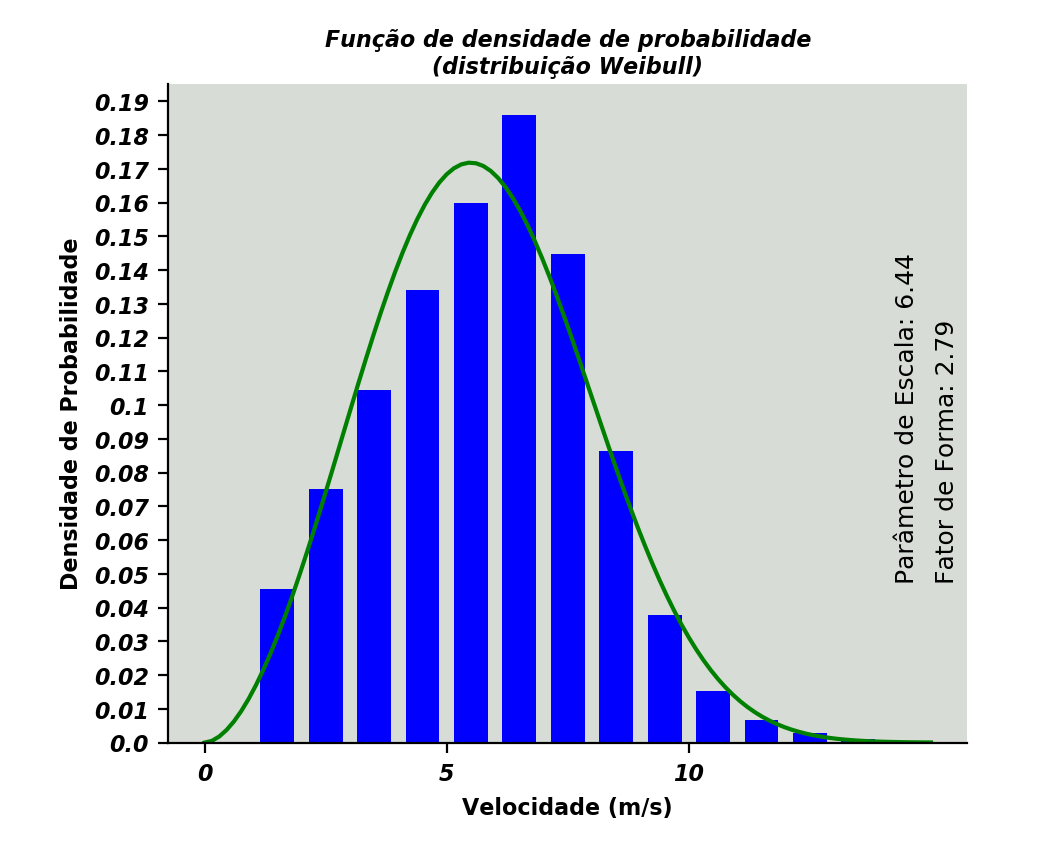 Função de densidade de probabilidade
(distribuição Weibull)
0.19
0.18
0.17
0.16
0.15
0.14
0.13
0.12
0.11
0.1
0.09
0.08
0.07
0.06
0.05
0.04
0.03
0.02
0.01
0.0
Densidade de Probabilidade
Parâmetro de Escala: 6.44
Fator de Forma: 2.79
0 5 10
Velocidade (m/s)